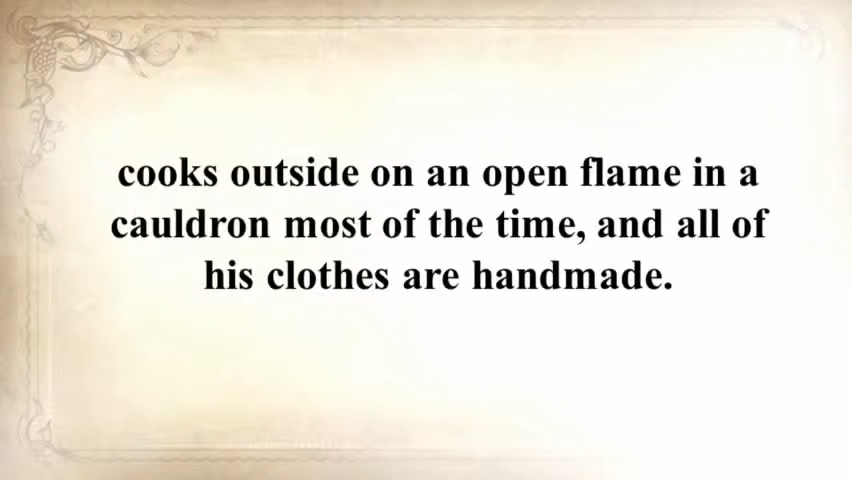 cooks outside on an open flame in a
cauldron most of the time, and all of
his clothes are handmade.